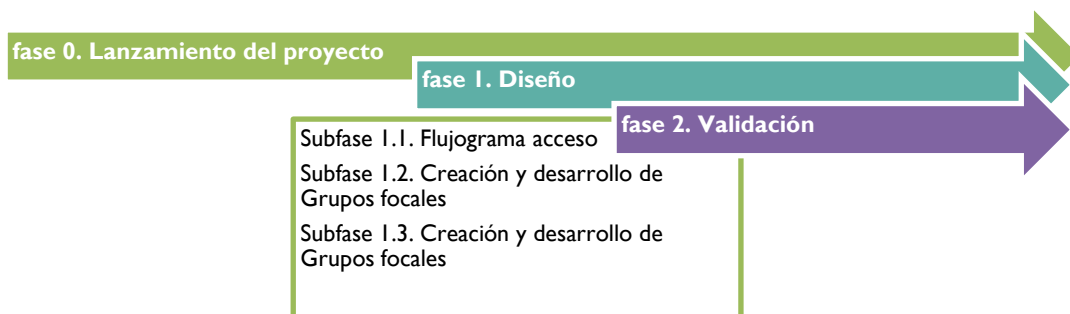 fase 0. Lanzamiento del proyecto
fase 1. Diseño
fase 2. Validación
Subfase 1.1. Flujograma acceso
Subfase 1.2. Creación y desarrollo de
Grupos focales
Subfase 1.3. Creación y desarrollo de
Grupos focales